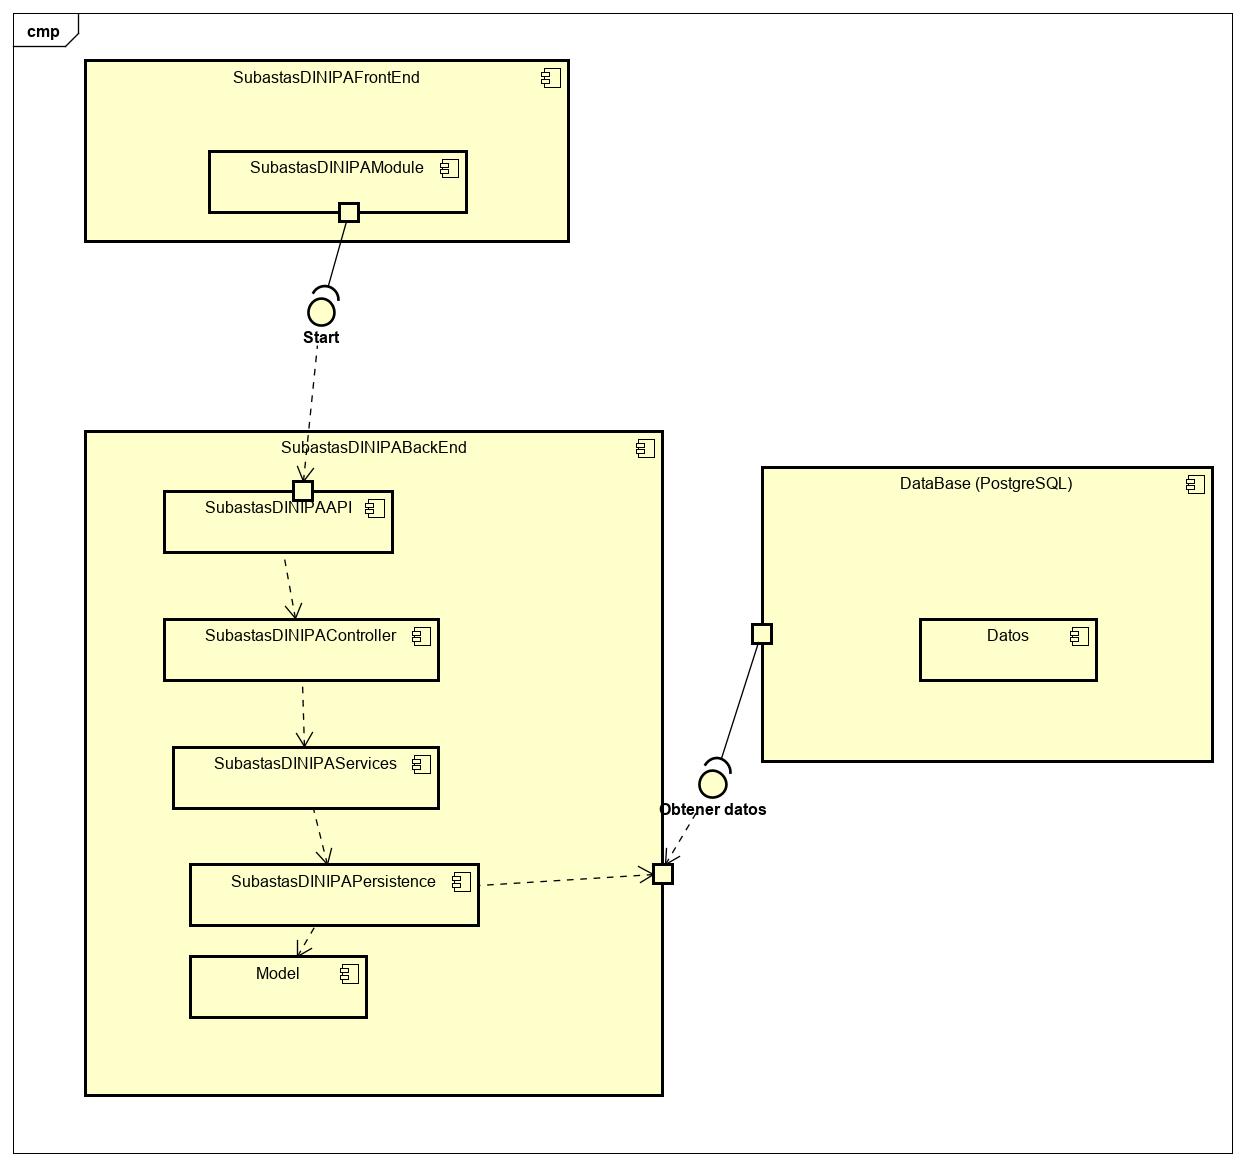 cmp
SubastasDINIPAFrontEnd
SubastasDINIPAModule
Start
SubastasDINIPABackEnd
SubastasDINIPAAPI
SubastasDINIPAController
SubastasDINIPAServices
SubastasDINIPAPersistence
Model
DataBase (PostgreSQL)
Datos
Obtener datos